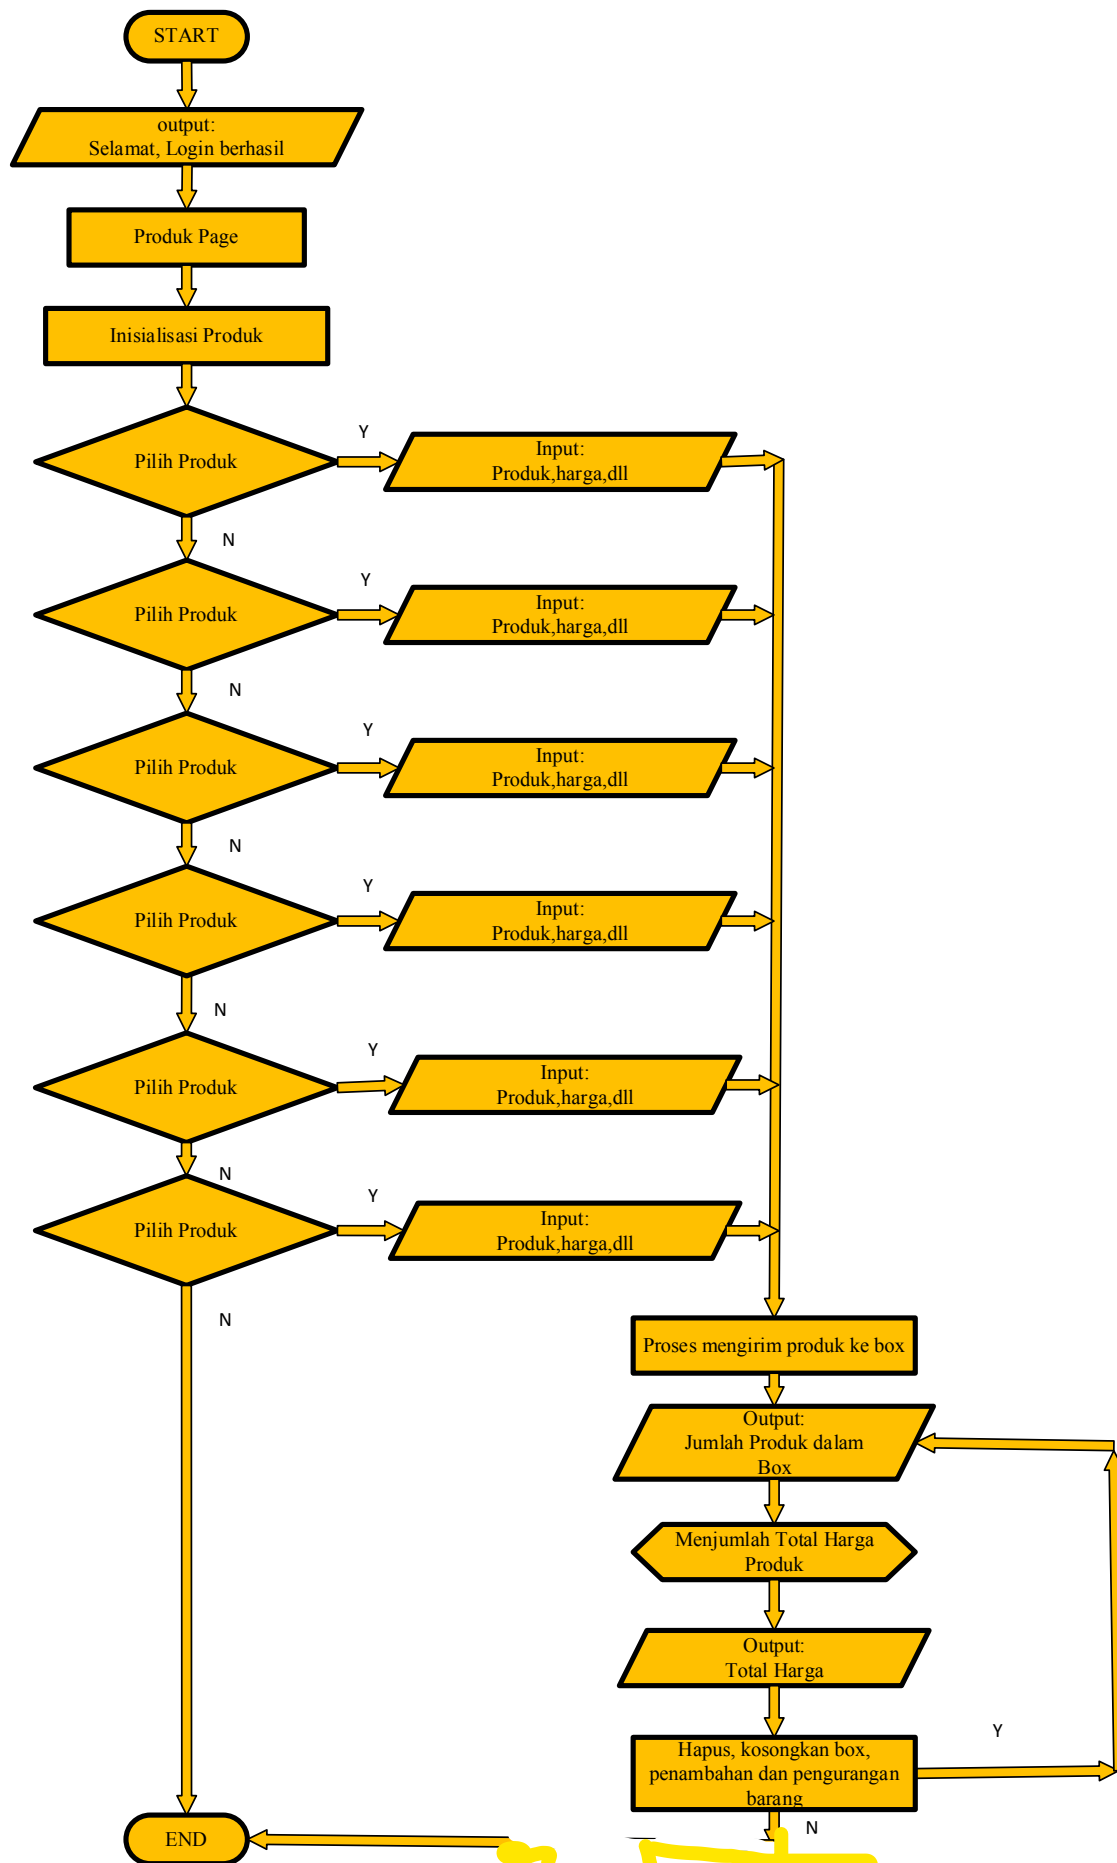 START
output:
Selamat, Login berhasil
Produk Page
Inisialisasi Produk
Pilih Produk
Y
Input:
Produk,harga,dll
N
Pilih Produk
Y
Input:
Produk,harga,dll
N
Pilih Produk
Y
Input:
Produk,harga,dll
N
Pilih Produk
Y
Input:
Produk,harga,dll
N
Pilih Produk
Y
Input:
Produk,harga,dll
N
Pilih Produk
Y
Input:
Produk,harga,dll
N
Proses mengirim produk ke box
Output:
Jumlah Produk dalam
Box
Menjumlah Total Harga
Produk
Output:
Total Harga
Hapus, kosongkan box,
penambahan dan pengurangan
barang
Y
N
END